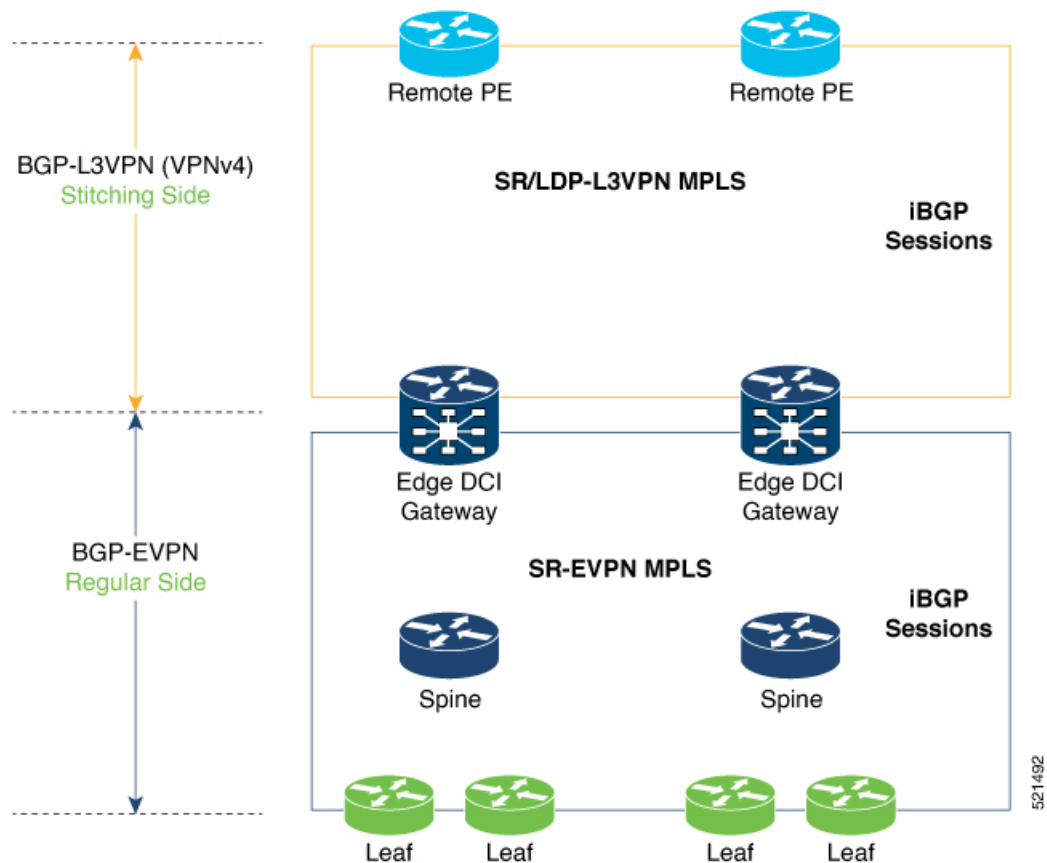 Remote PE
Remote PE
BGP-L3VPN (VPNv4)
Stitching Side
SR/LDP-L3VPN MPLS
iBGP
Sessions
Edge DCI
Gateway
Edge DCI
Gateway
BGP-EVPN
Regular Side
SR-EVPN MPLS
iBGP
Sessions
Spine
Spine
Leaf
Leaf
Leaf
Leaf
521492